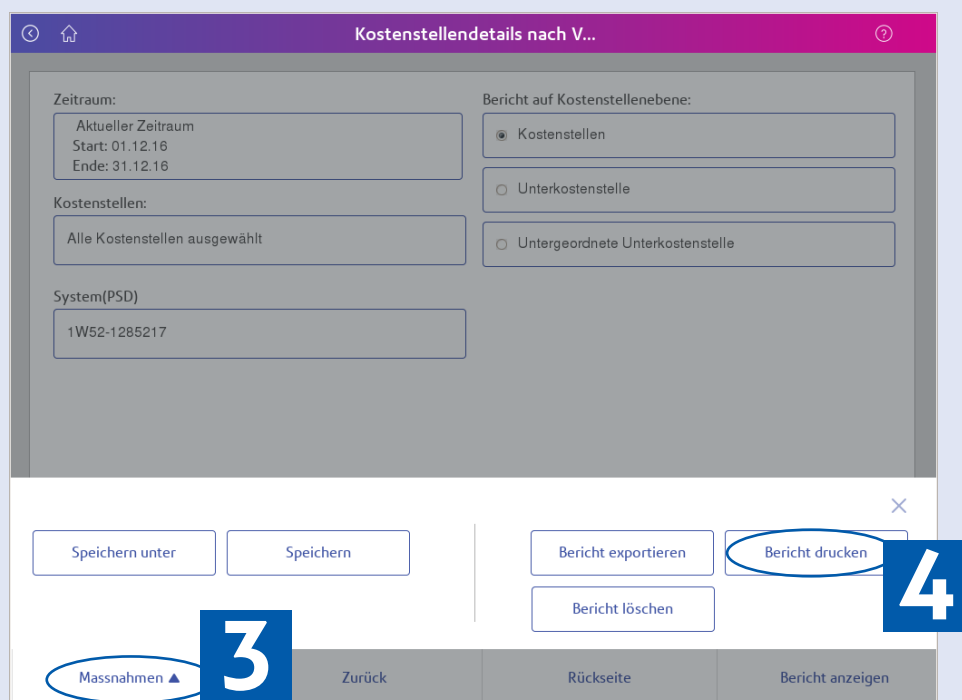 Kostenstellendetails nach V...
Zeitraum:
Aktueller Zeitraum
Start: 01.12.16
Ende: 31.12.16
Kostenstellen:
Alle Kostenstellen ausgewählt
System(PSD)
1W52-1285217
Bericht auf Kostenstellenebene:
Kostenstellen
Unterkostenstelle
Untergeordnete Unterkostenstelle
Speichern unter
Speichern
Bericht exportieren
Bericht drucken
4
Bericht löschen
Massnahmen ▲
3
Zurück
Rückseite
Bericht anzeigen